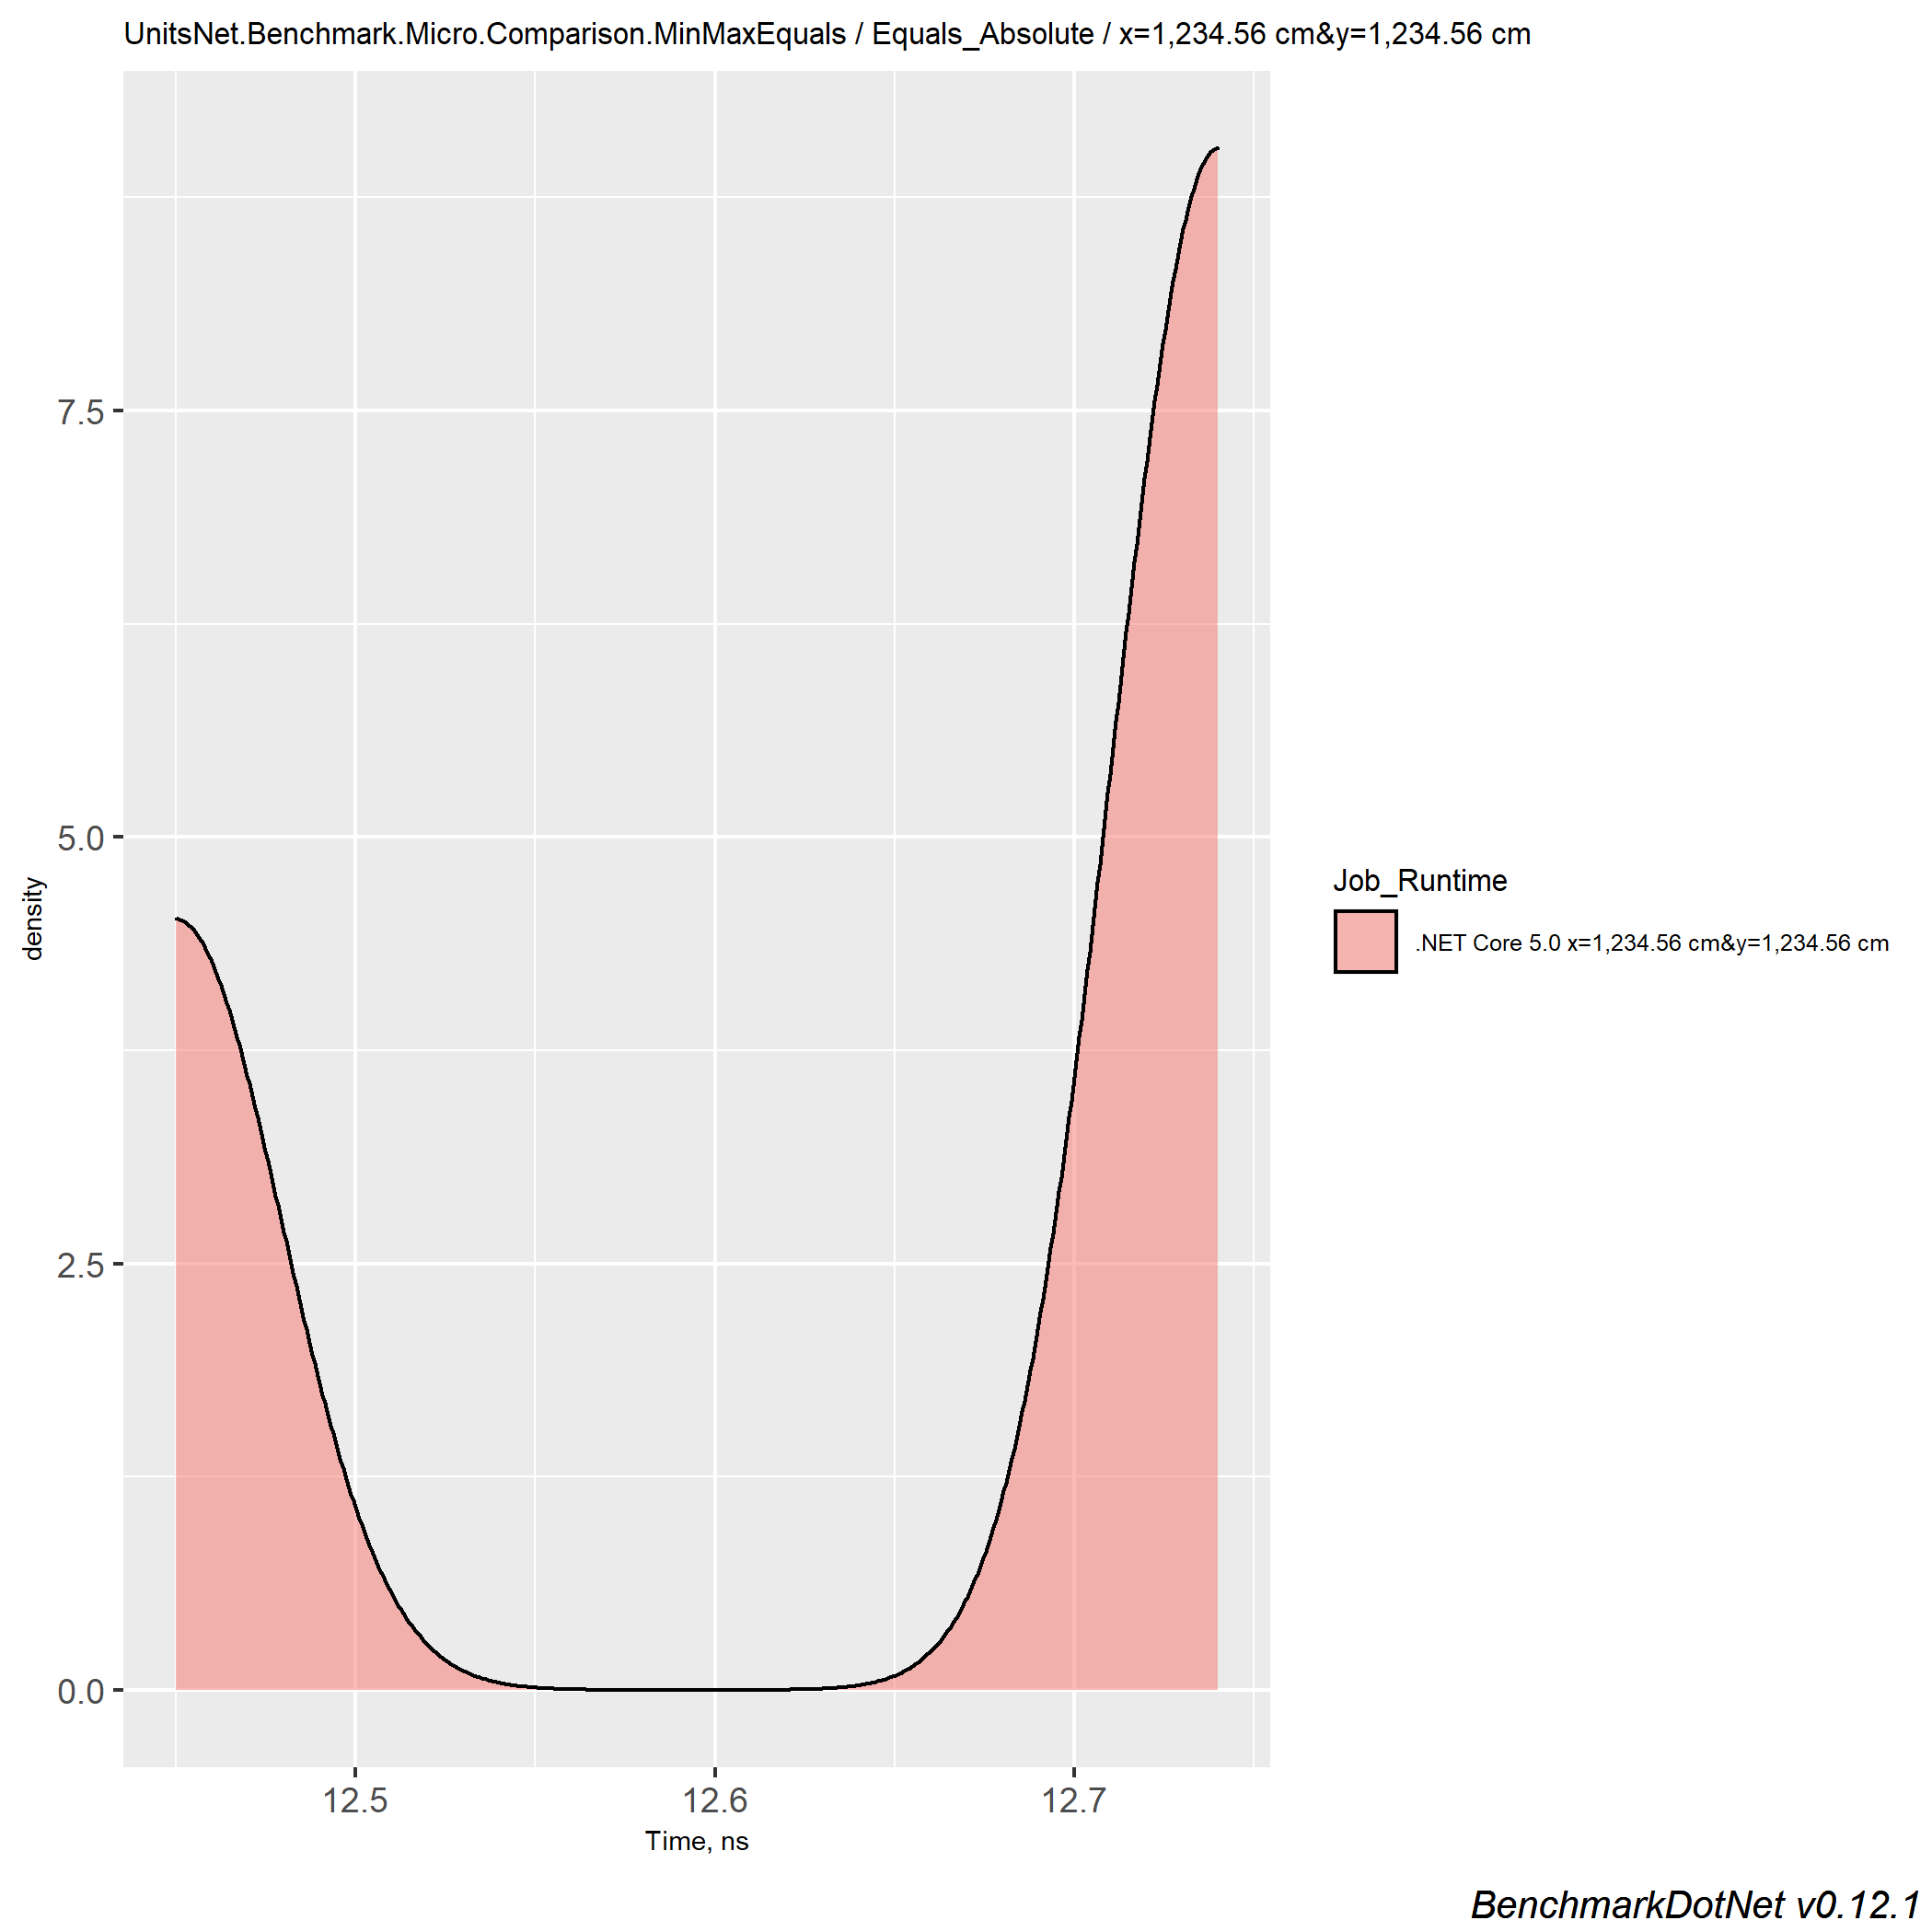 UnitsNet.Benchmark.Micro.Comparison.MinMaxEquals / Equals_Absolute / x=1,234.56 cm&y=1,234.56 cm
7.5
5.0
2.5
0.0
density
12.5 12.6 12.7
Time, ns
Job_Runtime
.NET Core 5.0 x=1,234.56 cm&y=1,234.56 cm
BenchmarkDotNet v0.12.1